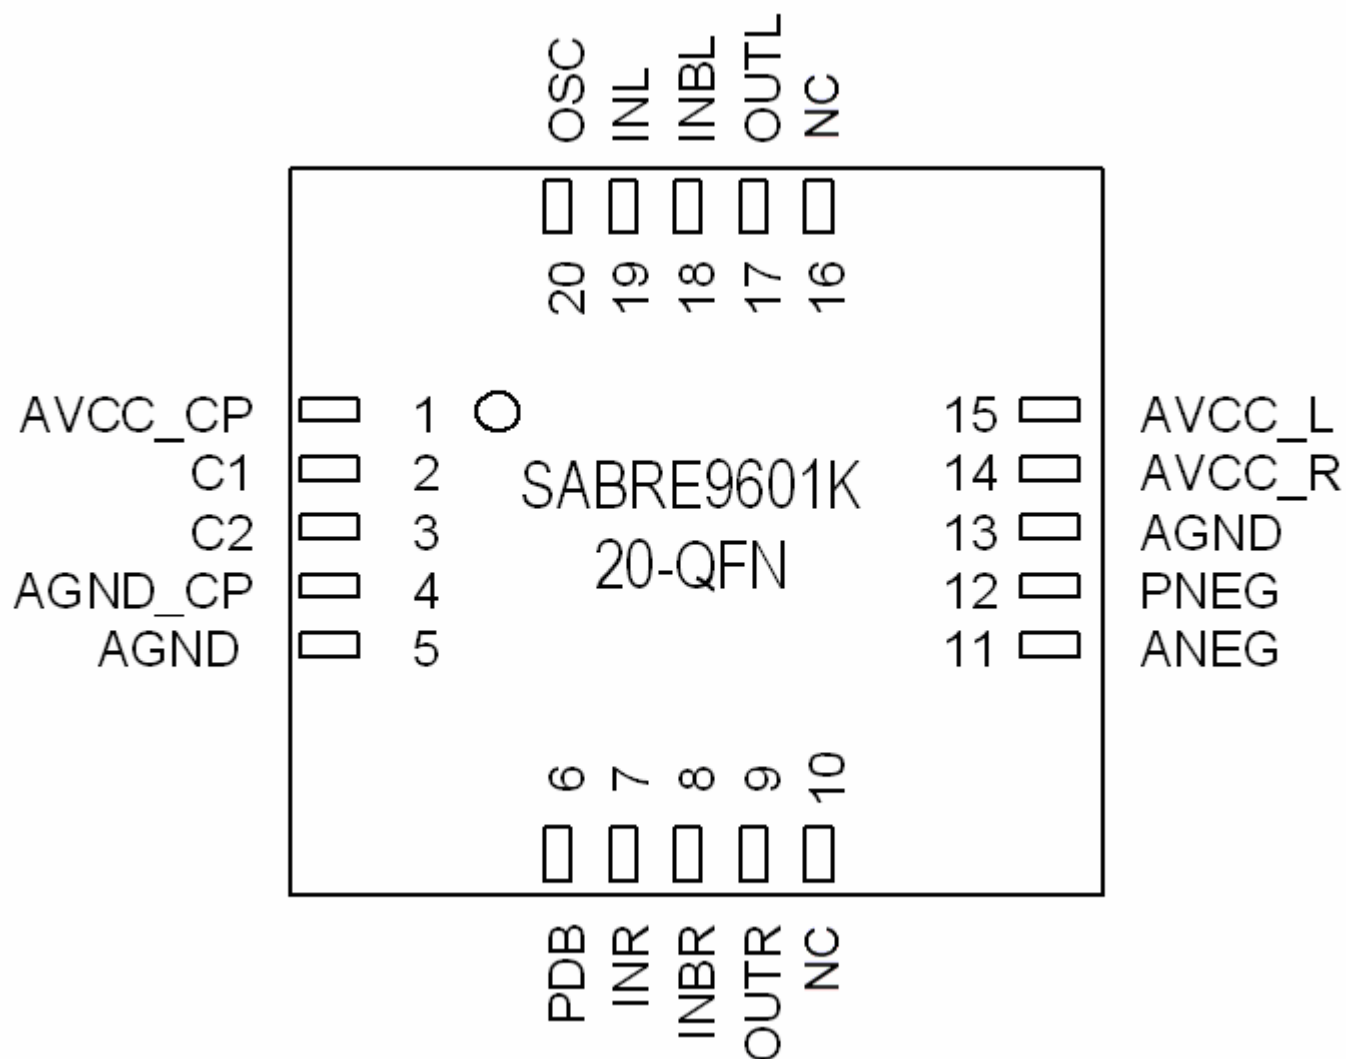 OSC
INL
INBL
OUTL
NC
20
19
18
17
16
AVCC_CP 1
C1 2
C2 3
AGND_CP 4
AGND 5
SABRE9601K
20-QFN
15 AVCC_L
14 AVCC_R
13 AGND
12 PNEG
11 ANEG
6
7
8
9
10
PDB
INR
INBR
OUTR
NC